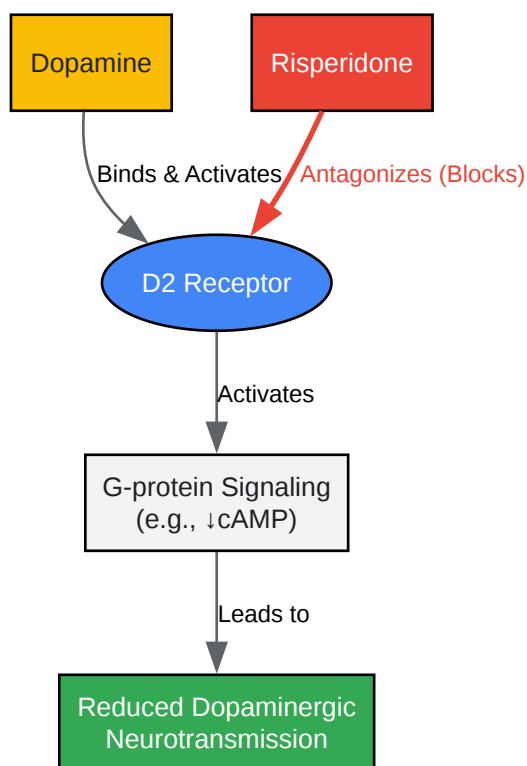 Dopamine
Risperidone
Binds & Activates
Antagonizes (Blocks)
D2 Receptor
Activates
G-protein Signaling
(e.g., ↓cAMP)
Leads to
Reduced Dopaminergic
Neurotransmission